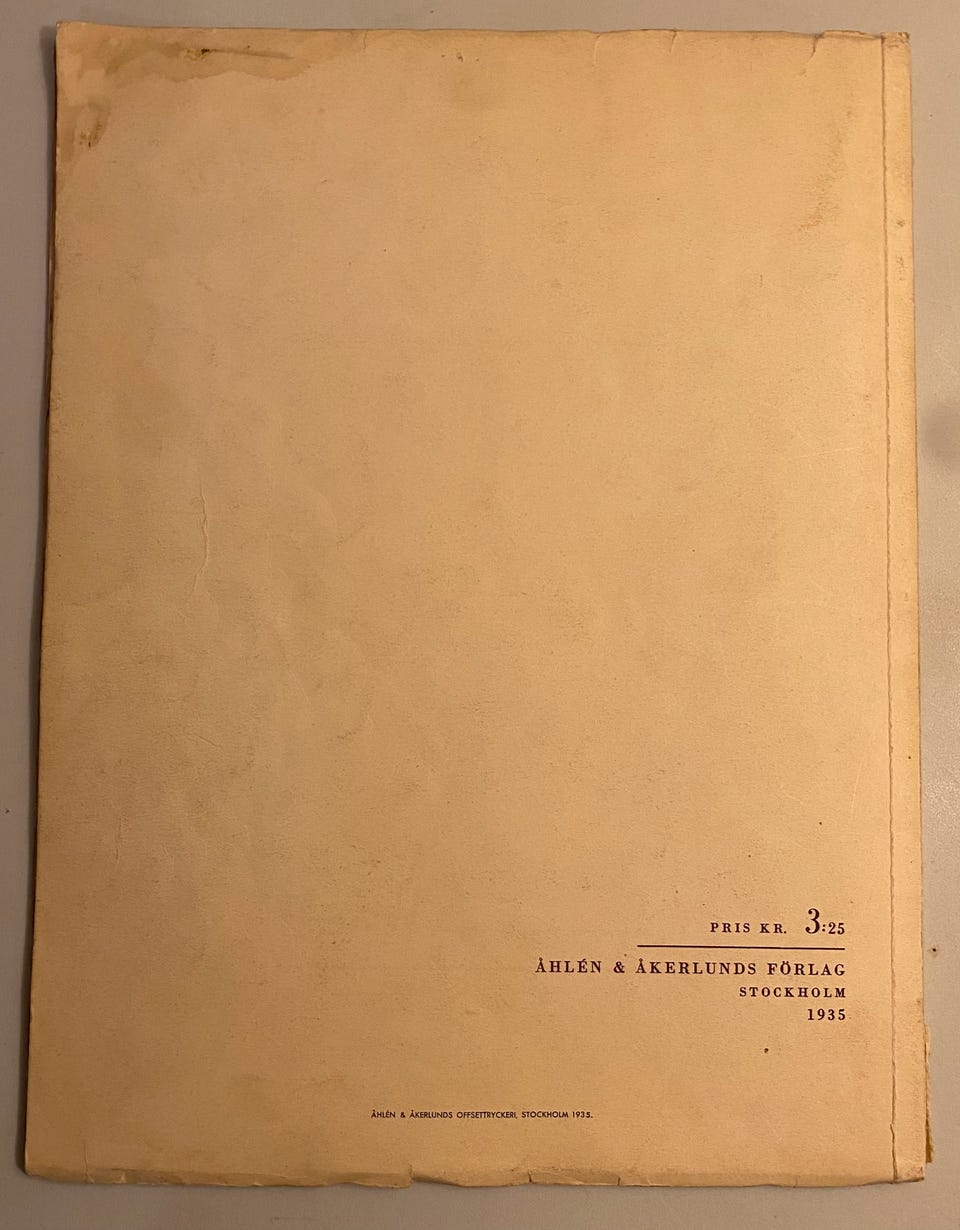 PRIS KR. 3:25
ÅHLÉN & ÅKERLUNDS FÖRLAG
STOCKHOLM
1935
ÅHLÉN & ÅKERLUNDS OFFSETTRYCKERI, STOCKHOLM 1935.